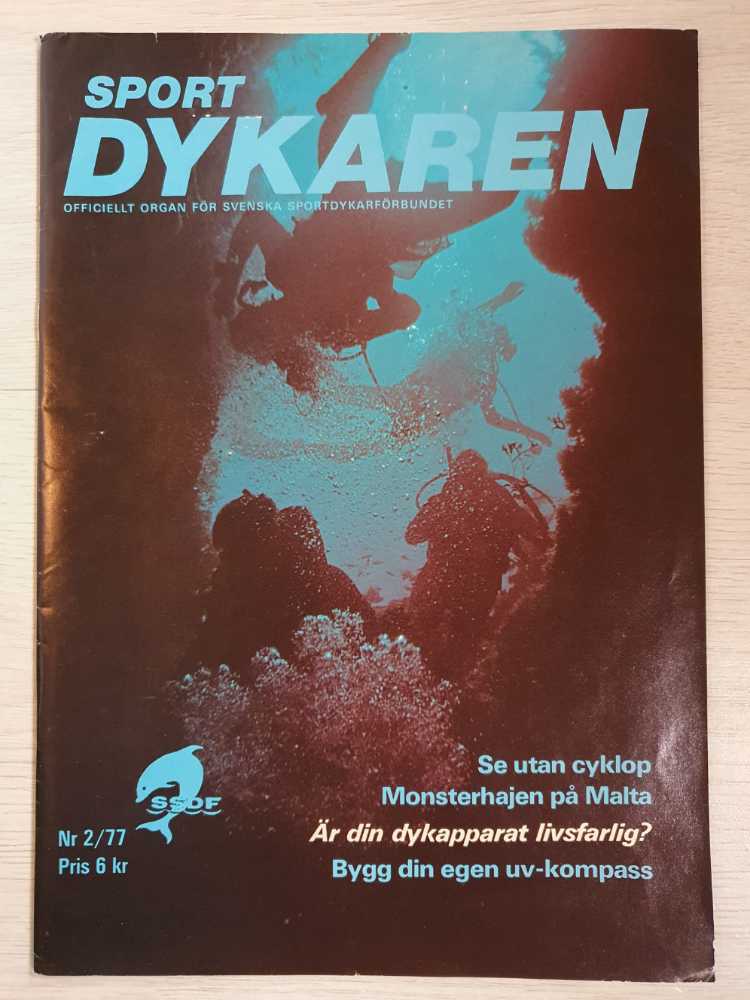 SPORT
DYKAREN
OFFICIELLT ORGAN FÖR SVENSKA SPORTDYKARFÖRBUNDET
Se utan cyklop
Monsterhajen på Malta
Är din dykapparat livsfarlig?
Bygg din egen uv-kompass
SSDF
Nr 2/77
Pris 6 kr